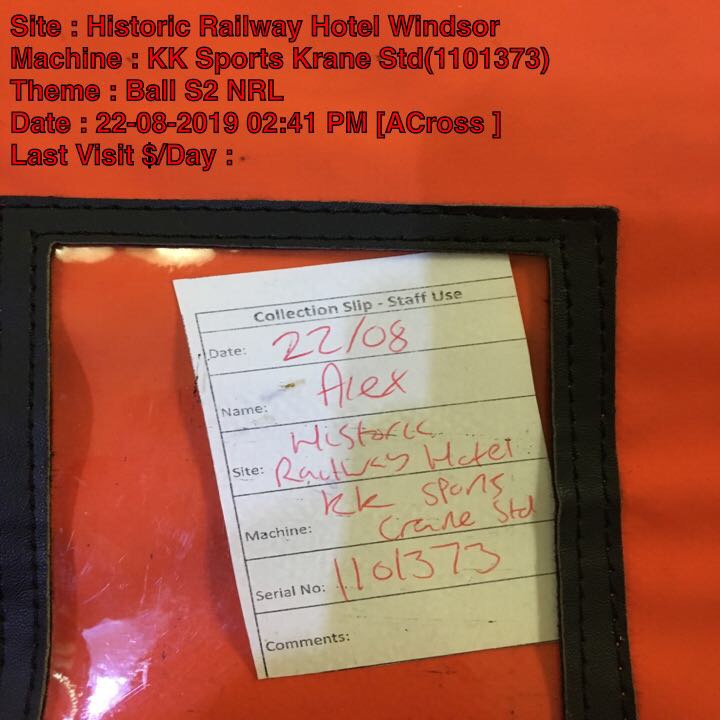 Site : Historic Railway Hotel Windsor
Machine : KK Sports Krane Std(1101373)
Theme : Ball S2 NRL
Date : 22-08-2019 02:41 PM [ACross ]
Last Visit $/Day :
Collection Slip - Staff Use
Date: 22/08
Name: Alex
Historic
Site: Railway Hotel
KK Sports
Machine: Crane Std
Serial No: 1101373
Comments: